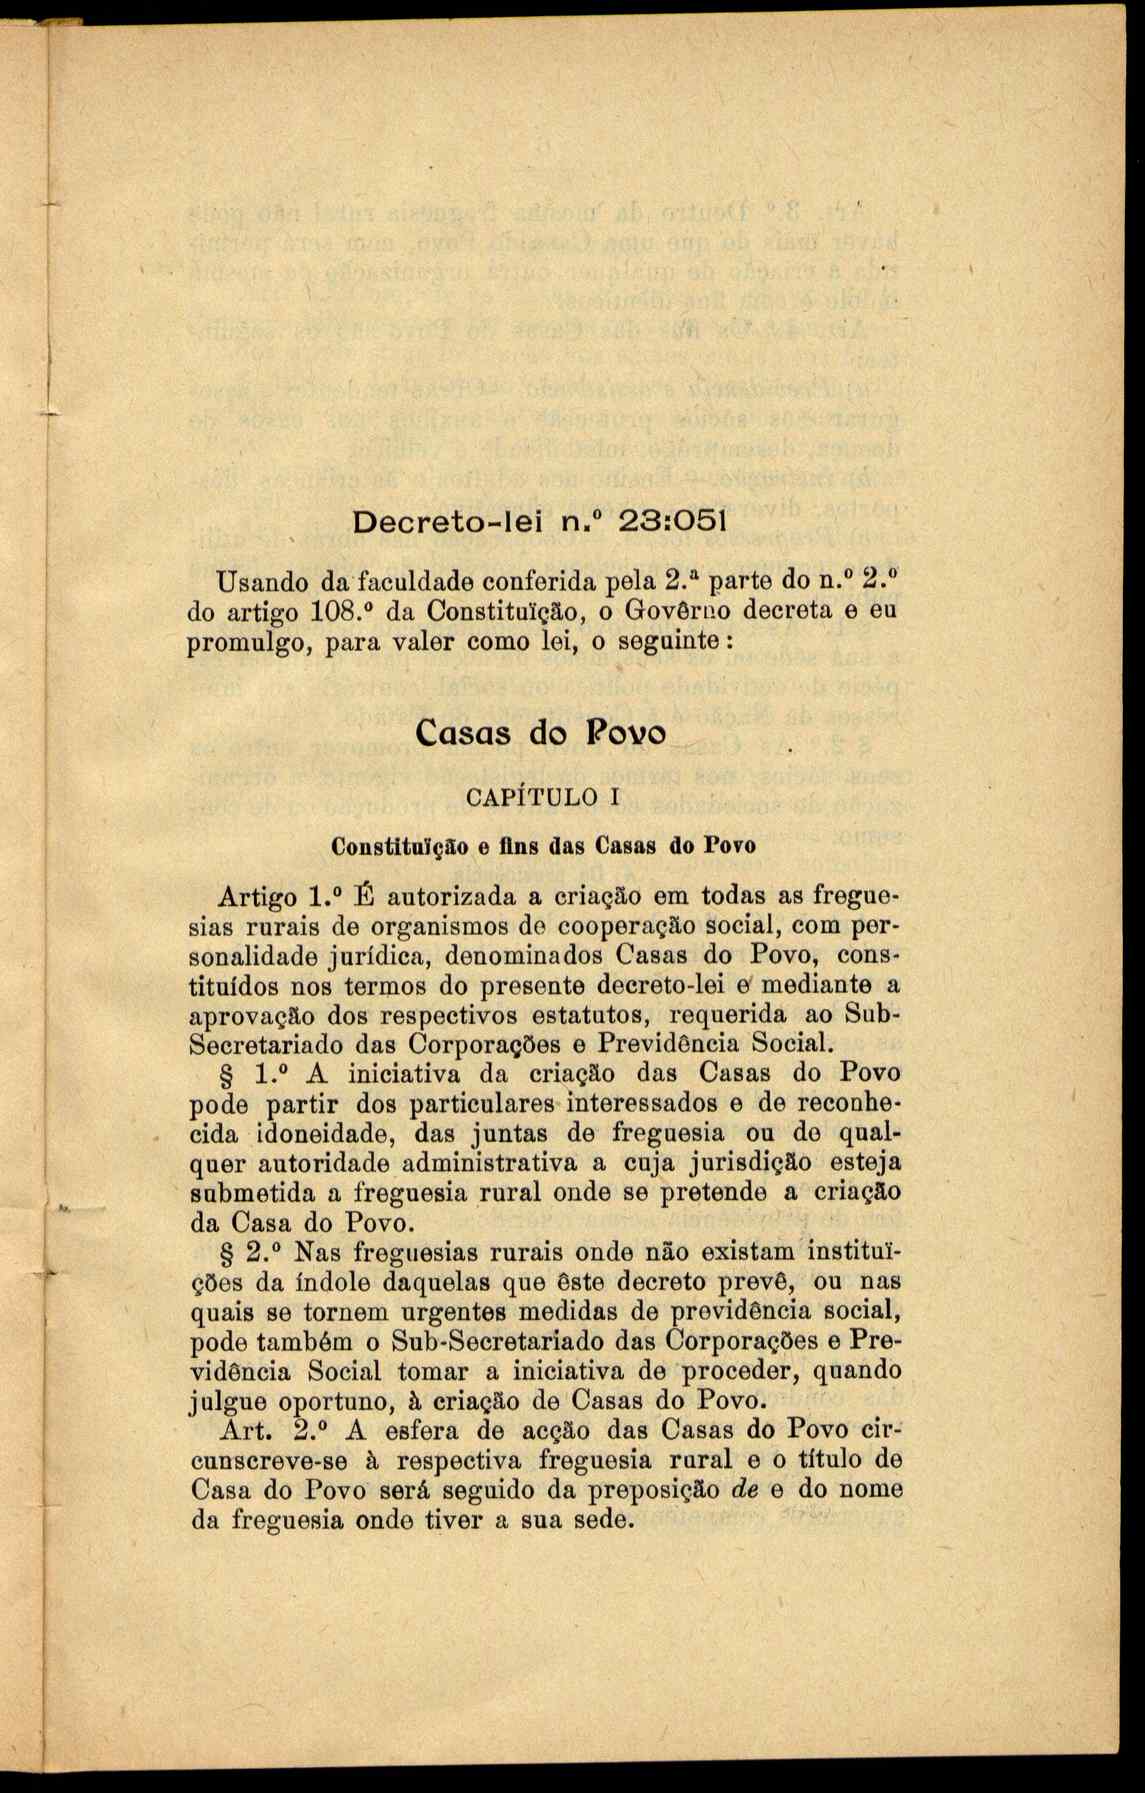 Decreto-lei n.º 23:051
Usando da faculdade conferida pela 2.ª parte do n.º 2.º
do artigo 108.º da Constituïção, o Govêrno decreta e eu
promulgo, para valer como lei, o seguinte:
Casas do Povo
CAPÍTULO I
Constituïção e fins das Casas do Povo
Artigo 1.º É autorizada a criação em todas as fregue-
sias rurais de organismos de cooperação social, com per-
sonalidade jurídica, denominados Casas do Povo, cons-
tituídos nos termos do presente decreto-lei e mediante a
aprovação dos respectivos estatutos, requerida ao Sub-
Secretariado das Corporações e Previdência Social.
§ 1.º A iniciativa da criação das Casas do Povo
pode partir dos particulares interessados e de reconhe-
cida idoneidade, das juntas de freguesia ou de qual-
quer autoridade administrativa a cuja jurisdição esteja
submetida a freguesia rural onde se pretende a criação
da Casa do Povo.
§ 2.º Nas freguesias rurais onde não existam instituï-
ções da índole daquelas que êste decreto prevê, ou nas
quais se tornem urgentes medidas de previdência social,
pode também o Sub-Secretariado das Corporações e Pre-
vidência Social tomar a iniciativa de proceder, quando
julgue oportuno, à criação de Casas do Povo.
Art. 2.º A esfera de acção das Casas do Povo cir-
cunscreve-se à respectiva freguesia rural e o título de
Casa do Povo será seguido da preposição de e do nome
da freguesia onde tiver a sua sede.